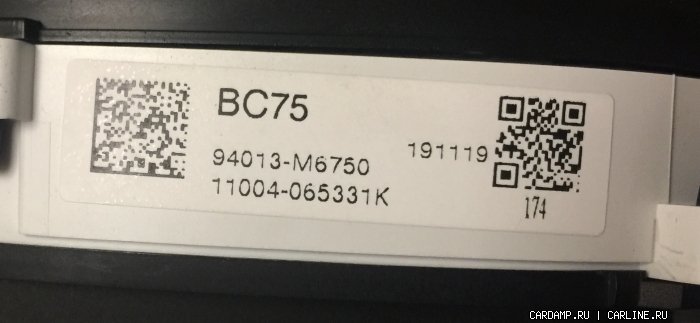 BC75
94013-M6750
191119
11004-065331K
174
CARDAMP.RU | CARLINE.RU